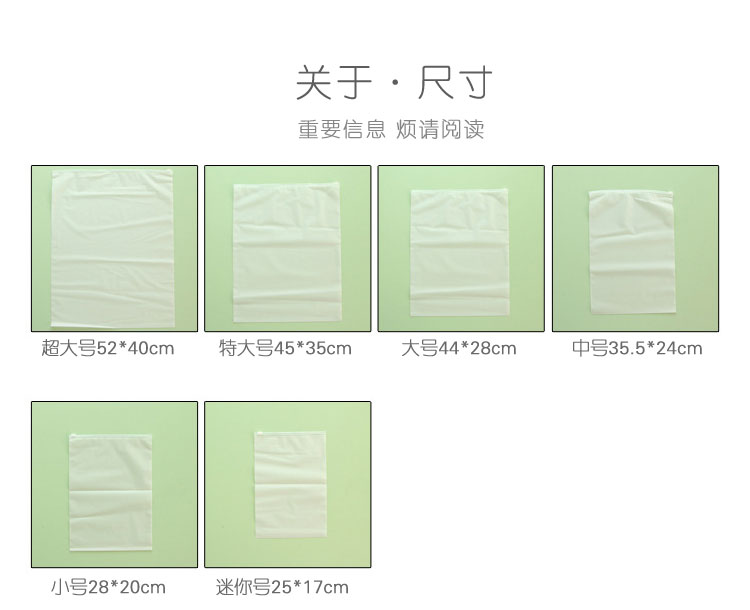 关于·尺寸
重要信息 烦请阅读
超大号52*40cm
特大号45*35cm
大号44*28cm
中号35.5*24cm
小号28*20cm
迷你号25*17cm